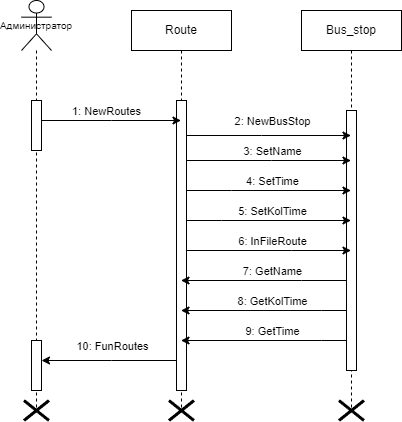 Администратор
Route
Bus_stop
1: NewRoutes
2: NewBusStop
3: SetName
4: SetTime
5: SetKolTime
6: InFileRoute
7: GetName
8: GetKolTime
9: GetTime
10: FunRoutes